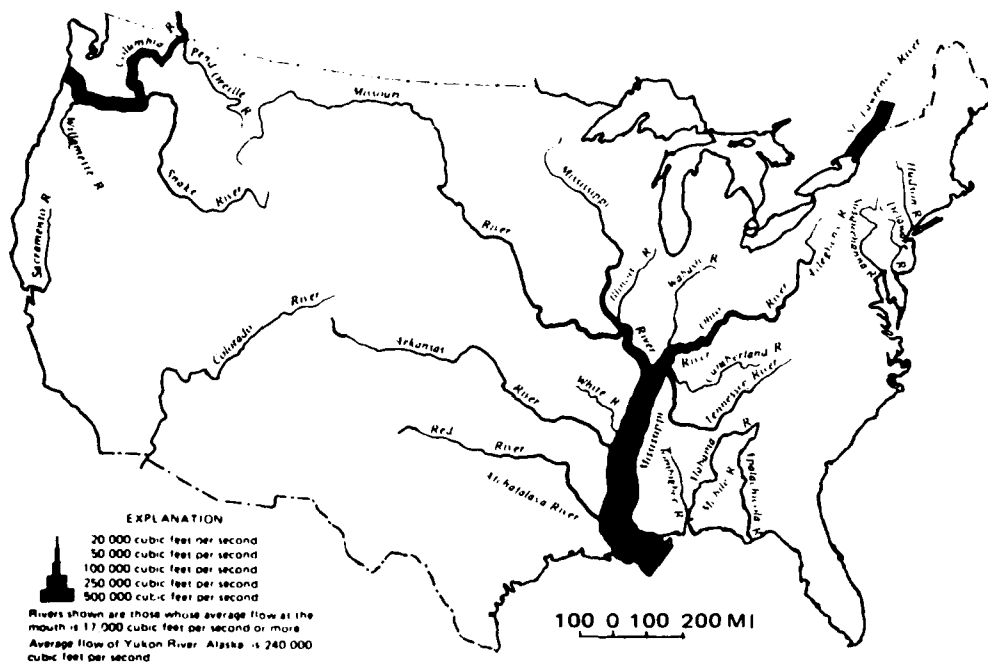 Columbia R
Pend Oreille R
Missouri
River
Willamette R
Snake
River
Sacramento R
Colorado
River
Mississippi
River
Illinois R
Wabash R
Ohio
River
River
Allegheny R
St Lawrence River
Hudson R
Delaware R
Susquehanna R
Arkansas
River
White R
Cumberland R
Tennessee River
Red
River
Atchafalaya River
Mississippi
Tombigbee R
Alabama R
Mobile R
Apalachicola R
EXPLANATION
20 000 cubic feet per second
50 000 cubic feet per second
100 000 cubic feet per second
250 000 cubic feet per second
500 000 cubic feet per second
Rivers shown are those whose average flow at the
mouth is 17 000 cubic feet per second or more
Average flow of Yukon River, Alaska is 240 000
cubic feet per second
100 0 100 200 MI